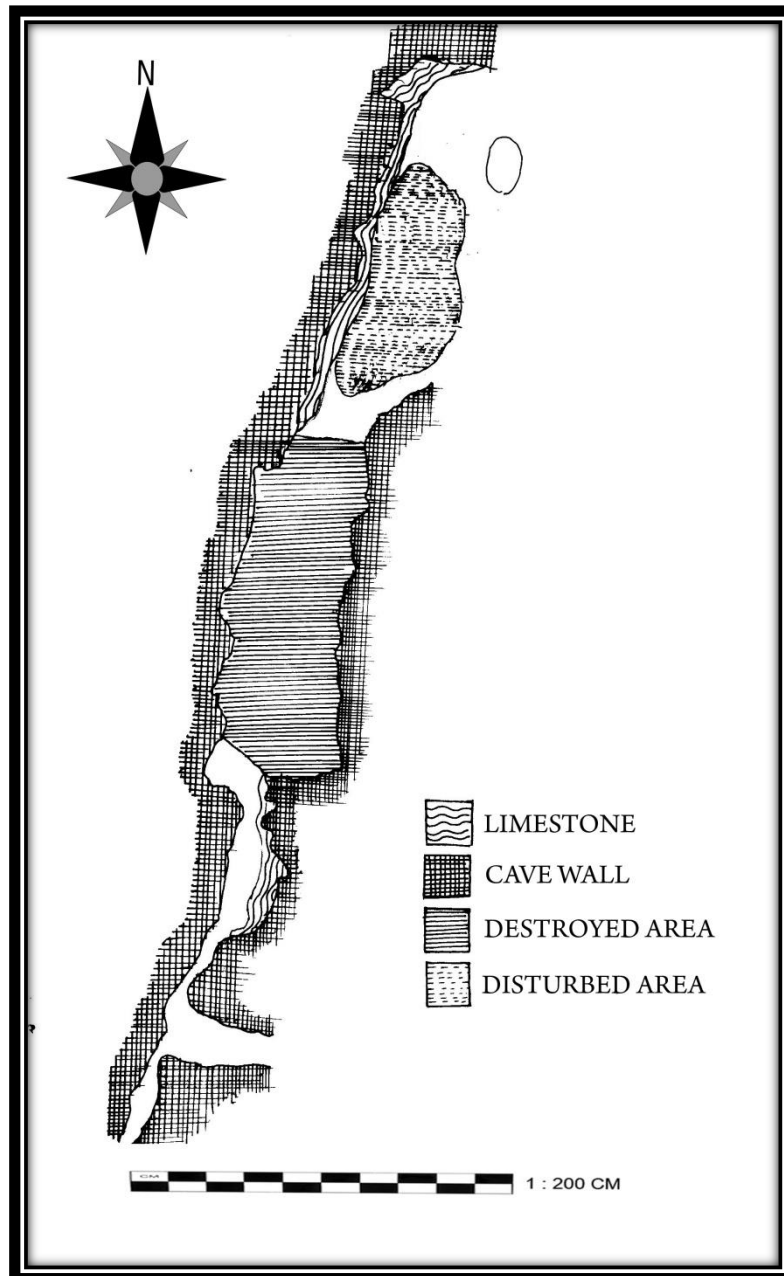 N
LIMESTONE
CAVE WALL
DESTROYED AREA
DISTURBED AREA
CM
1 : 200 CM